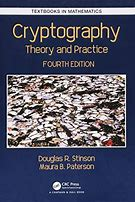 TEXTBOOKS IN MATHEMATICS
Cryptography
Theory and Practice
FOURTH EDITION
Douglas R. Stinson
Maura B. Paterson
CRC Press